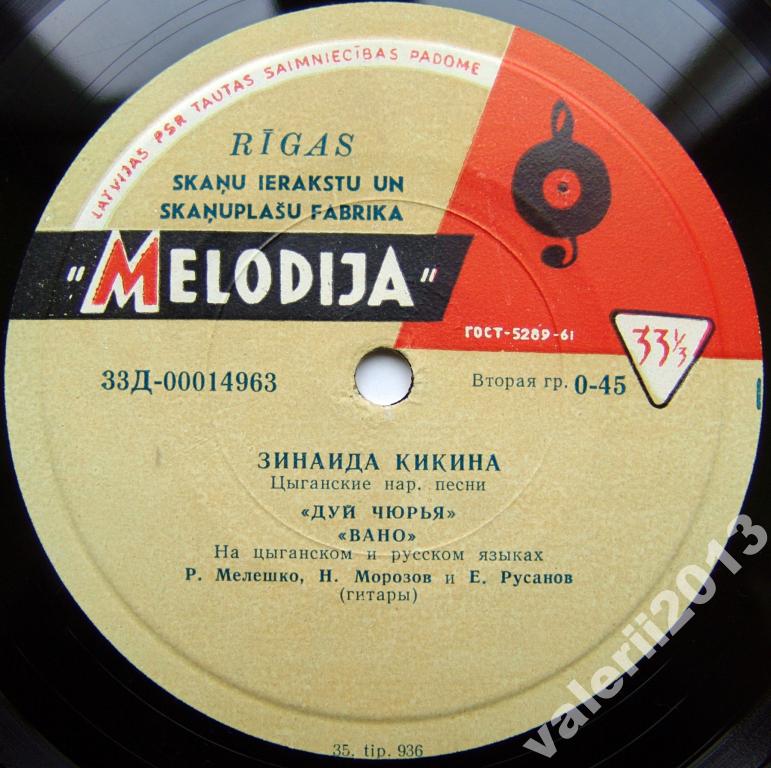 LATVIJAS PSR TAUTAS SAIMNIECĪBAS PADOME
RĪGAS
SKAŅU IERAKSTU UN
SKAŅUPLAŠU FABRIKA
"MELODIJA"
ГОСТ-5289-61
33⅓
33Д-00014963
Вторая гр. 0-45
ЗИНАИДА КИКИНА
Цыганские нар. песни
«ДУЙ ЧЮРЬЯ»
«ВАНО»
На цыганском и русском языках
Р. Мелешко, Н. Морозов и Е. Русанов
(гитары)
35. tip. 936
valerii2013